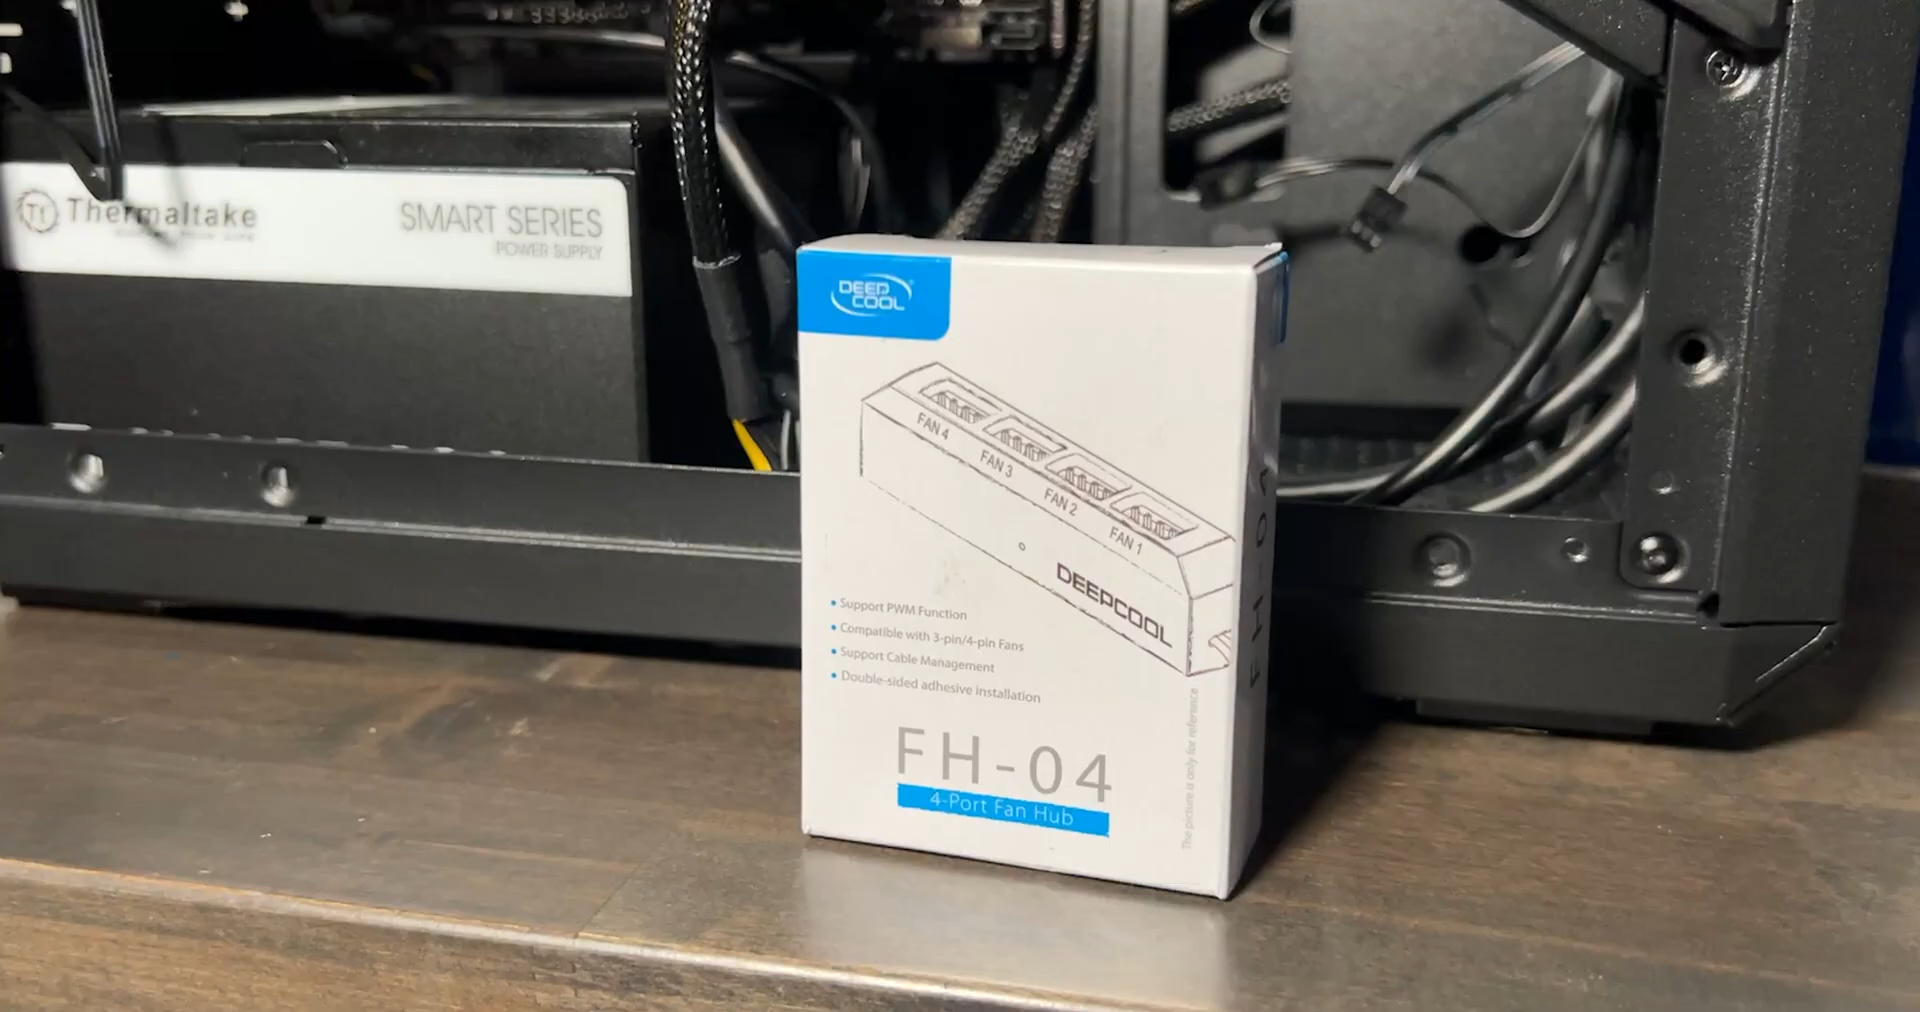 Thermaltake
SMART SERIES
POWER SUPPLY
DEEP
COOL
FAN 4
FAN 3
FAN 2
FAN 1
DEEPCOOL
• Support PWM Function
• Compatible with 3-pin/4-pin Fans
• Support Cable Management
• Double-sided adhesive installation
FH-04
4-Port Fan Hub
The picture is only for reference
FH-04